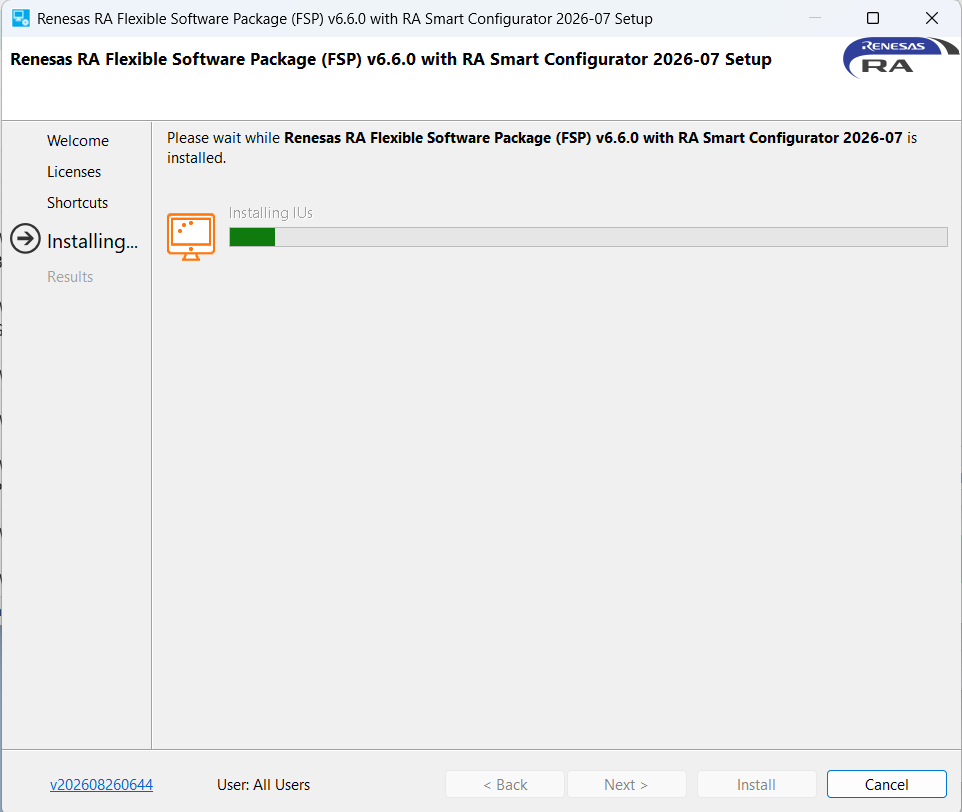 Renesas RA Flexible Software Package (FSP) v6.6.0 with RA Smart Configurator 2026-07 Setup
Renesas RA Flexible Software Package (FSP) v6.6.0 with RA Smart Configurator 2026-07 Setup
RENESAS
RA
Welcome
Licenses
Shortcuts
Installing...
Results
Please wait while Renesas RA Flexible Software Package (FSP) v6.6.0 with RA Smart Configurator 2026-07 is
installed.
Installing IUs
v202608260644
User: All Users
< Back
Next >
Install
Cancel